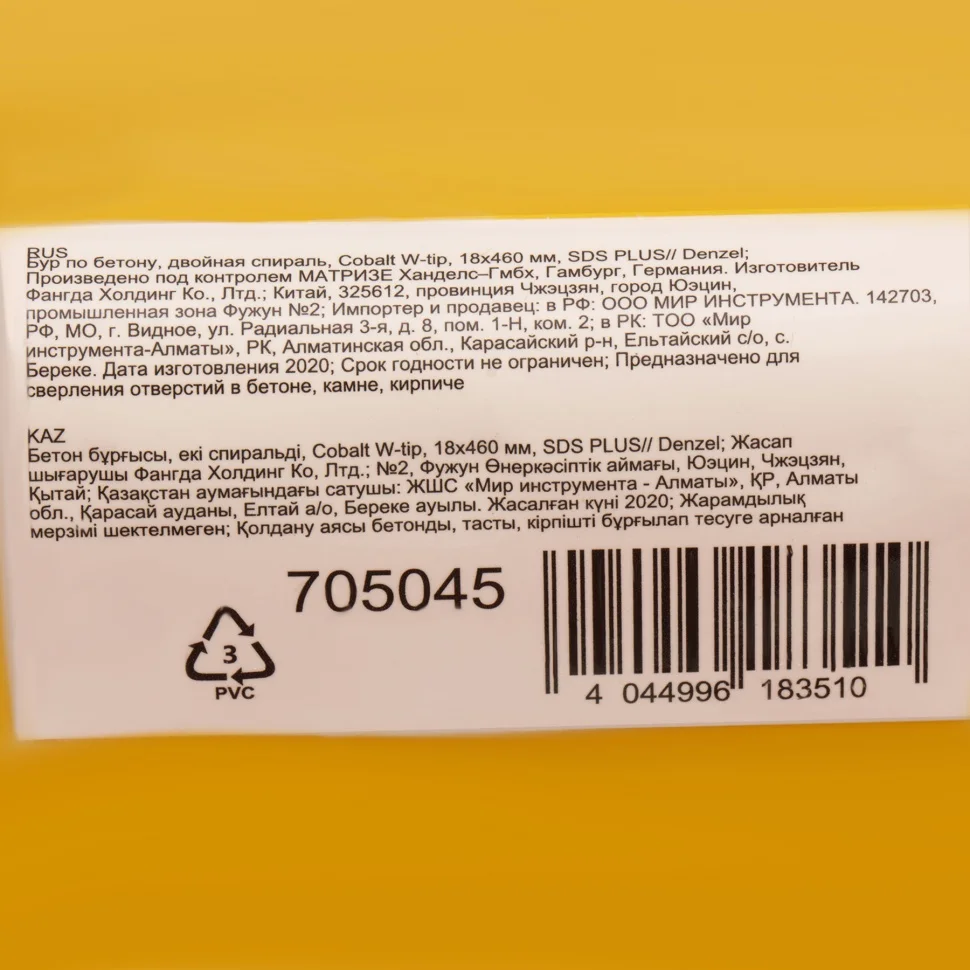 RUS
Бур по бетону, двойная спираль, Cobalt W-tip, 18х460 мм, SDS PLUS// Denzel;
Произведено под контролем МАТРИЗЕ Ханделс–Гмбх, Гамбург, Германия. Изготовитель
Фангда Холдинг Ко., Лтд.; Китай, 325612, провинция Чжэцзян, город Юэцин,
промышленная зона Фужун №2; Импортер и продавец: в РФ: ООО МИР ИНСТРУМЕНТА. 142703,
РФ, МО, г. Видное, ул. Радиальная 3-я, д. 8, пом. 1-Н, ком. 2; в РК: ТОО «Мир
инструмента-Алматы», РК, Алматинская обл., Карасайский р-н, Ельтайский с/о, с.
Береке. Дата изготовления 2020; Срок годности не ограничен; Предназначено для
сверления отверстий в бетоне, камне, кирпиче
KAZ
Бетон бұрғысы, екі спиральді, Cobalt W-tip, 18х460 мм, SDS PLUS// Denzel; Жасап
шығарушы Фангда Холдинг Ко, Лтд.; №2, Фужун Өнеркәсіптік аймағы, Юэцин, Чжэцзян,
Қытай; Қазақстан аумағындағы сатушы: ЖШС «Мир инструмента - Алматы», ҚР, Алматы
обл., Қарасай ауданы, Елтай а/о, Береке ауылы. Жасалған күні 2020; Жарамдылық
мерзімі шектелмеген; Қолдану аясы бетонды, тасты, кірпішті бұрғылап тесуге арналған
705045
3
PVC
4 044996 183510